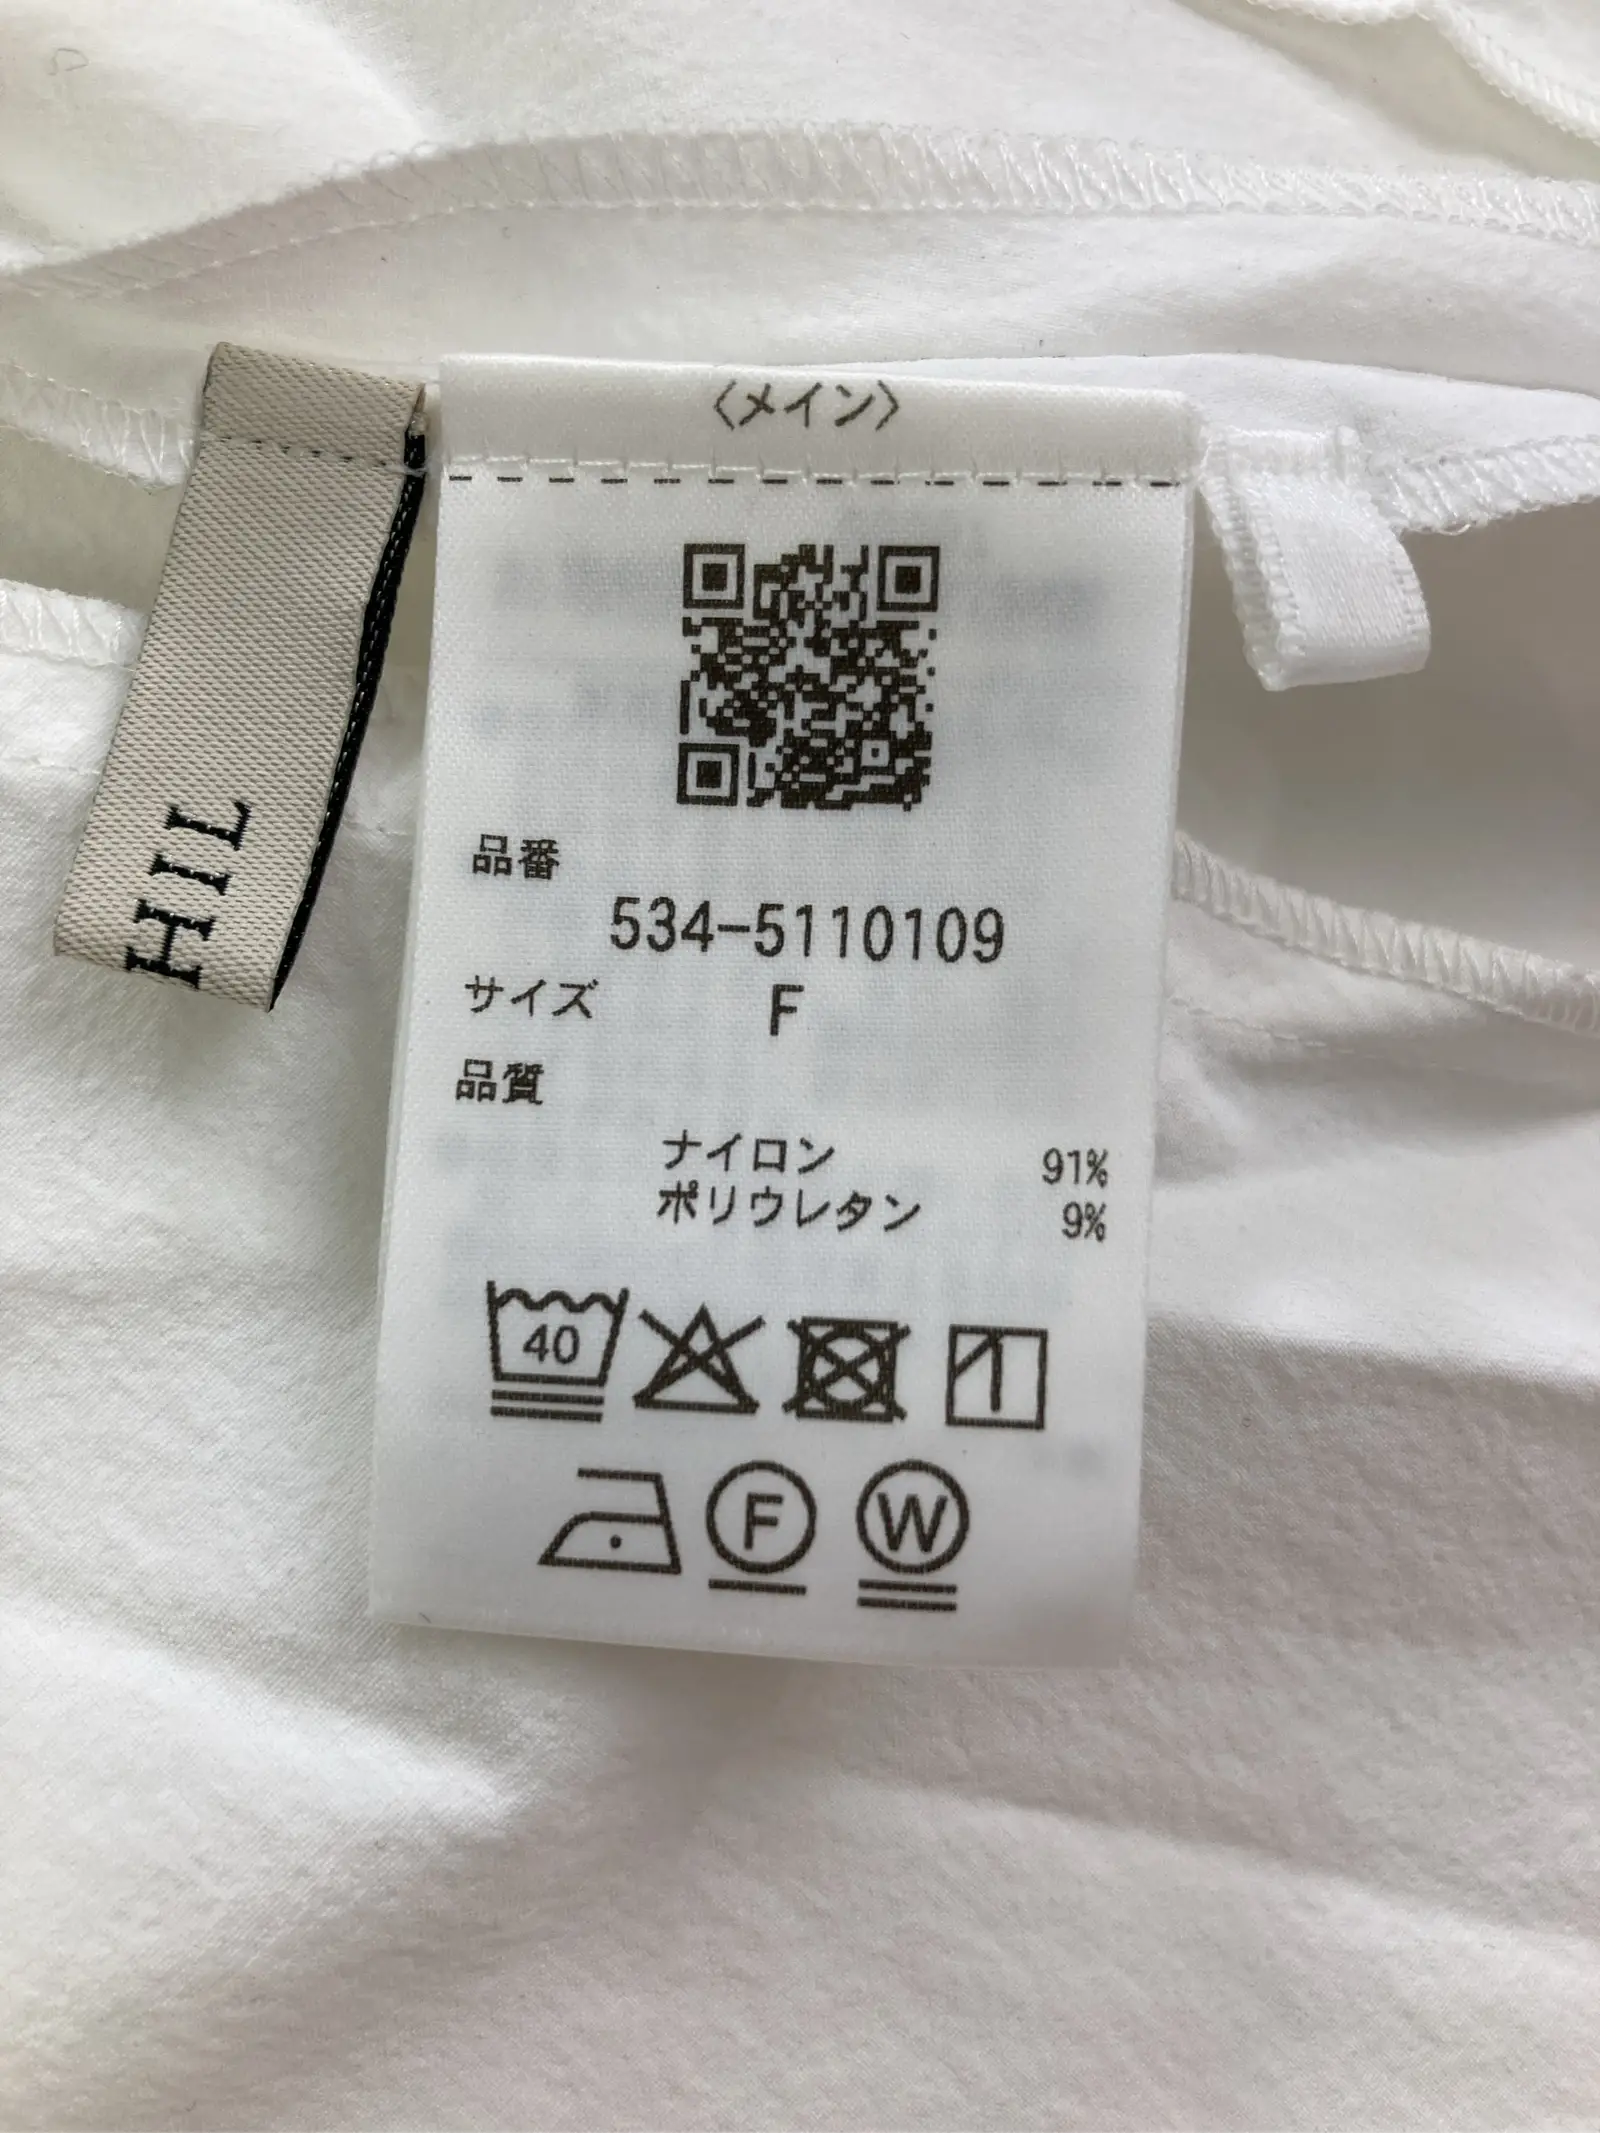 〈メイン〉
HIL
品番
534-5110109
サイズ F
品質
ナイロン 91%
ポリウレタン 9%
40
F W